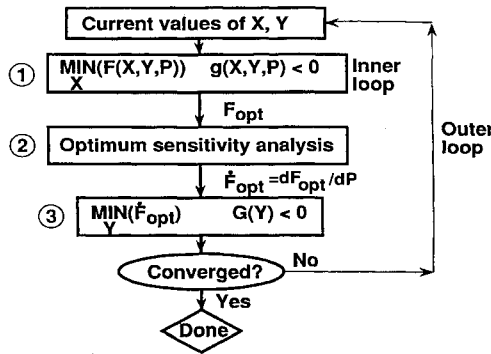 Current values of X, Y
1 MIN(F(X,Y,P)) g(X,Y,P) < 0 Inner
X loop
F_opt
2 Optimum sensitivity analysis
Outer
loop
Ḟ_opt =dF_opt/dP
3 MIN(Ḟ_opt) G(Y) < 0
Y
Converged? No
Yes
Done